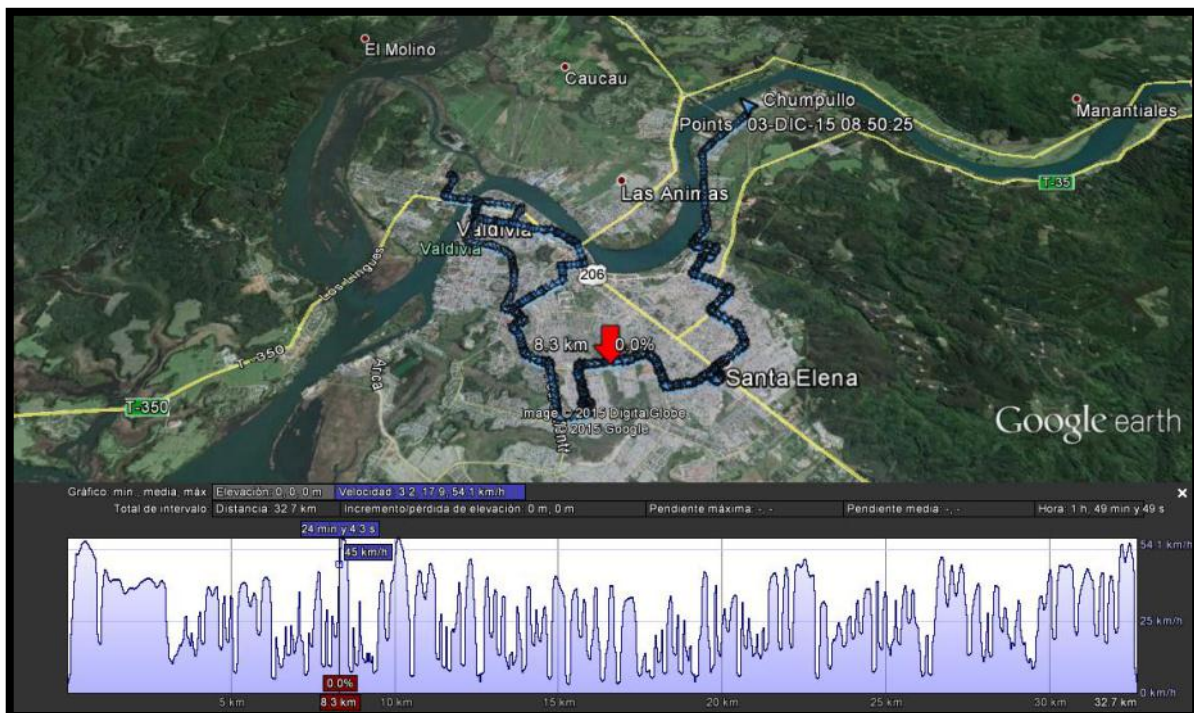 El Molino
Caucau
Chumpullo
Points 03-DIC-15 08:50:25
Manantiales
T-35
Las Animas
Valdivia
Valdivia
Los Lingues
206
T-350
T-350
Arica
8.3 km 0,0%
Santa Elena
Image © 2015 DigitalGlobe
© 2015 Google
Google earth
Gráfico: mín., media, máx. Elevación: 0, 0, 0 m Velocidad: 3.2, 17.9, 54.1 km/h
Total de intervalo: Distancia: 32.7 km Incremento/pérdida de elevación: 0 m, 0 m Pendiente máxima: -, - Pendiente media: -, - Hora: 1 h, 49 min y 49 s
24 min y 4.3 s
45 km/h
54.1 km/h
25 km/h
0 km/h
0.0%
5 km 8.3 km 10 km 15 km 20 km 25 km 30 km 32.7 km